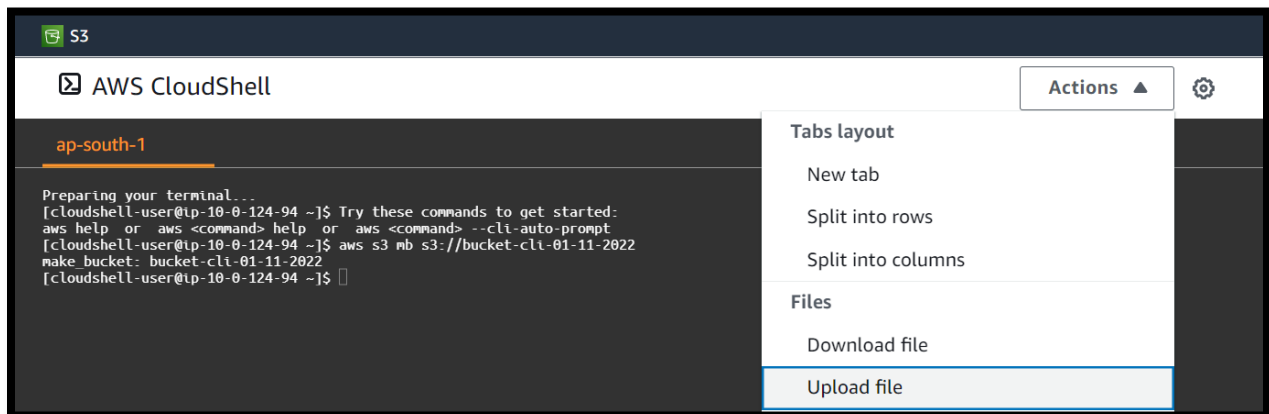 S3
AWS CloudShell
Actions
ap-south-1
Preparing your terminal...
[cloudshell-user@ip-10-0-124-94 ~]$ Try these commands to get started:
aws help or aws <command> help or aws <command> --cli-auto-prompt
[cloudshell-user@ip-10-0-124-94 ~]$ aws s3 mb s3://bucket-cli-01-11-2022
make_bucket: bucket-cli-01-11-2022
[cloudshell-user@ip-10-0-124-94 ~]$
Tabs layout
New tab
Split into rows
Split into columns
Files
Download file
Upload file